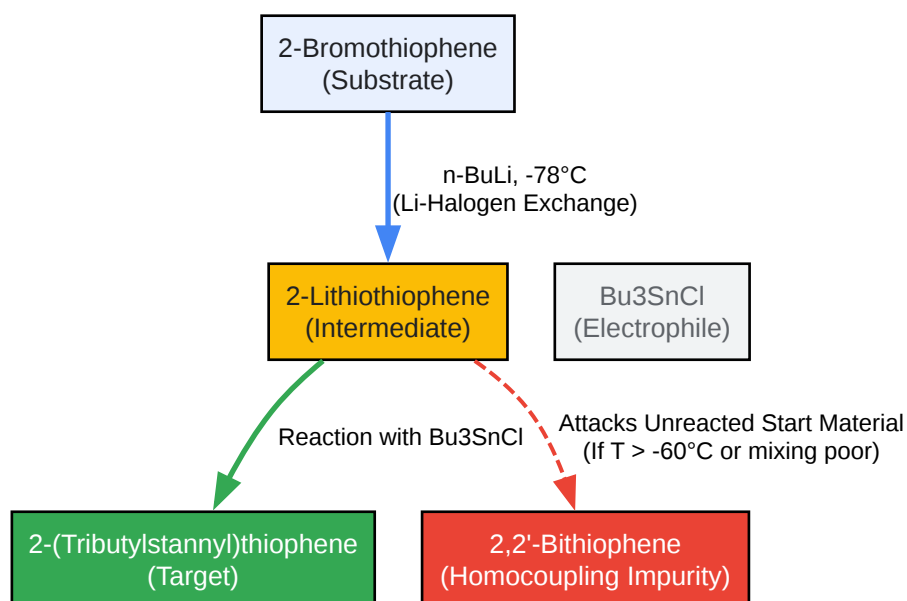 2-Bromothiophene
(Substrate)
n-BuLi, -78°C
(Li-Halogen Exchange)
2-Lithiothiophene
(Intermediate)
Bu3SnCl
(Electrophile)
Reaction with Bu3SnCl
Attacks Unreacted Start Material
(If T > -60°C or mixing poor)
2-(Tributylstannyl)thiophene
(Target)
2,2'-Bithiophene
(Homocoupling Impurity)